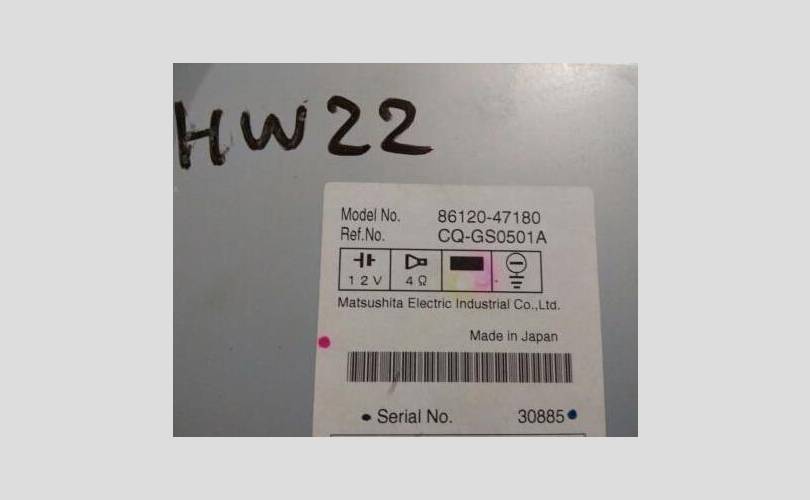 HW22
Model No. 86120-47180
Ref.No. CQ-GS0501A
12V 4Ω
Matsushita Electric Industrial Co.,Ltd.
Made in Japan
Serial No. 30885